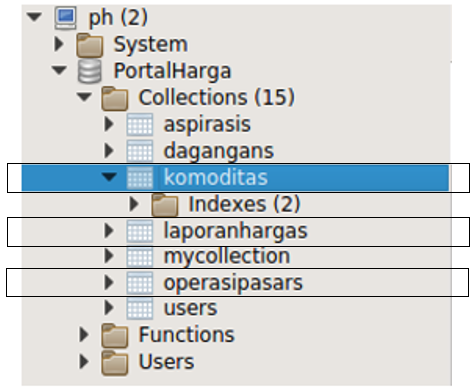 ph (2)
System
PortalHarga
Collections (15)
aspirasis
dagangans
komoditas
Indexes (2)
laporanhargas
mycollection
operasipasars
users
Functions
Users